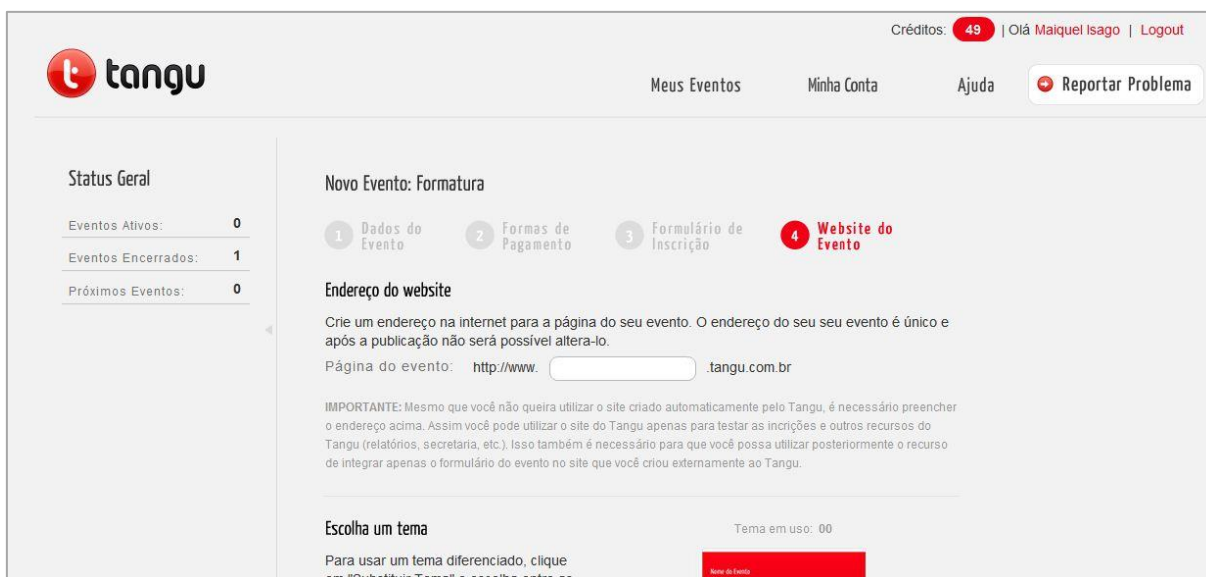 Créditos: 49 | Olá Maiquel Isago | Logout
tangu
Meus Eventos Minha Conta Ajuda Reportar Problema
Status Geral
Eventos Ativos: 0
Eventos Encerrados: 1
Próximos Eventos: 0
Novo Evento: Formatura
1 Dados do Evento
2 Formas de Pagamento
3 Formulário de Inscrição
4 Website do Evento
Endereço do website
Crie um endereço na internet para a página do seu evento. O endereço do seu seu evento é único e
após a publicação não será possível altera-lo.
Página do evento: http://www. .tangu.com.br
IMPORTANTE: Mesmo que você não queira utilizar o site criado automaticamente pelo Tangu, é necessário preencher
o endereço acima. Assim você pode utilizar o site do Tangu apenas para testar as incrições e outros recursos do
Tangu (relatórios, secretaria, etc.). Isso também é necessário para que você possa utilizar posteriormente o recurso
de integrar apenas o formulário do evento no site que você criou externamente ao Tangu.
Escolha um tema
Tema em uso: 00
Para usar um tema diferenciado, clique
em "Substituir Tema" e escolha entre os
Nome do Evento